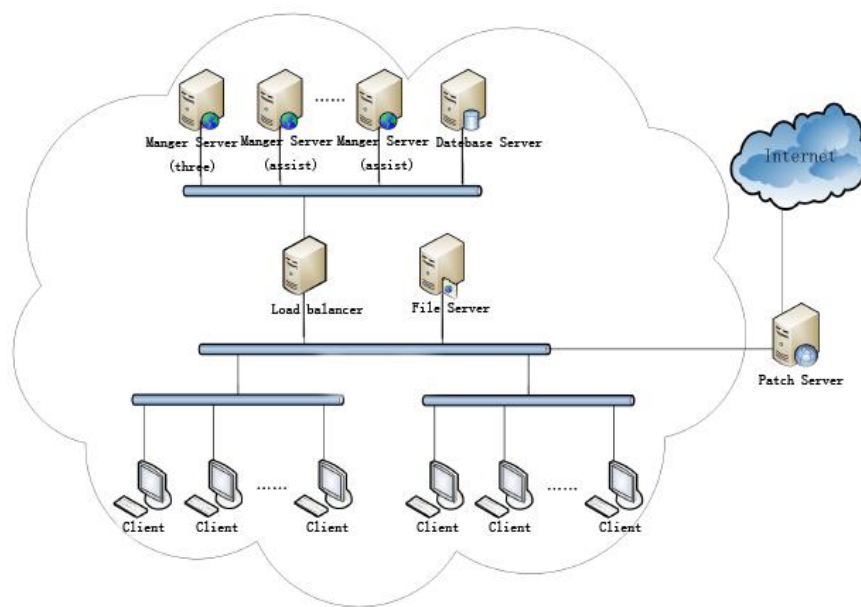 Manger Server Manger Server Manger Server Datebase Server
(three) (assist) (assist)
……
Internet
Load balancer File Server
Patch Server
…… ……
Client Client Client Client Client Client